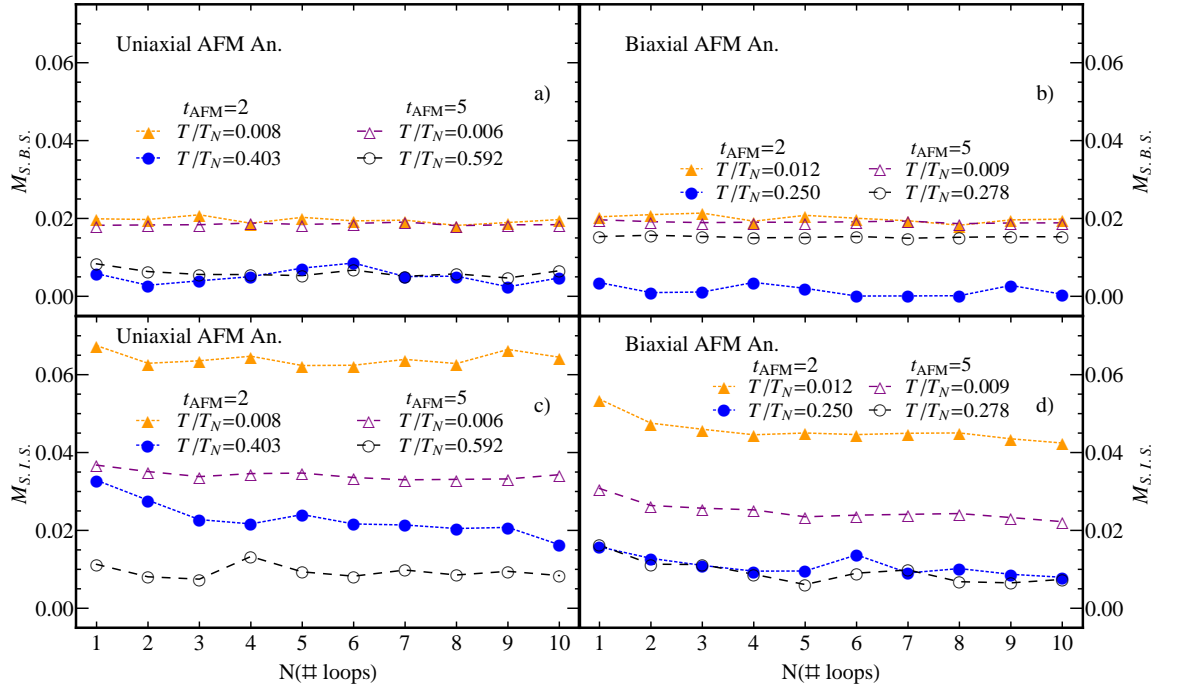 Uniaxial AFM An.
a)
t_AFM=2 t_AFM=5
T/T_N=0.008 T/T_N=0.006
T/T_N=0.403 T/T_N=0.592
0.06
0.04
0.02
0.00
M_S.B.S.
Biaxial AFM An.
b)
t_AFM=2 t_AFM=5
T/T_N=0.012 T/T_N=0.009
T/T_N=0.250 T/T_N=0.278
0.06
0.04
0.02
0.00
M_S.B.S.
Uniaxial AFM An.
c)
t_AFM=2 t_AFM=5
T/T_N=0.008 T/T_N=0.006
T/T_N=0.403 T/T_N=0.592
0.06
0.04
0.02
0.00
M_S.I.S.
1 2 3 4 5 6 7 8 9 10
N(# loops)
Biaxial AFM An.
d)
t_AFM=2 t_AFM=5
T/T_N=0.012 T/T_N=0.009
T/T_N=0.250 T/T_N=0.278
0.06
0.04
0.02
0.00
M_S.I.S.
1 2 3 4 5 6 7 8 9 10
N(# loops)